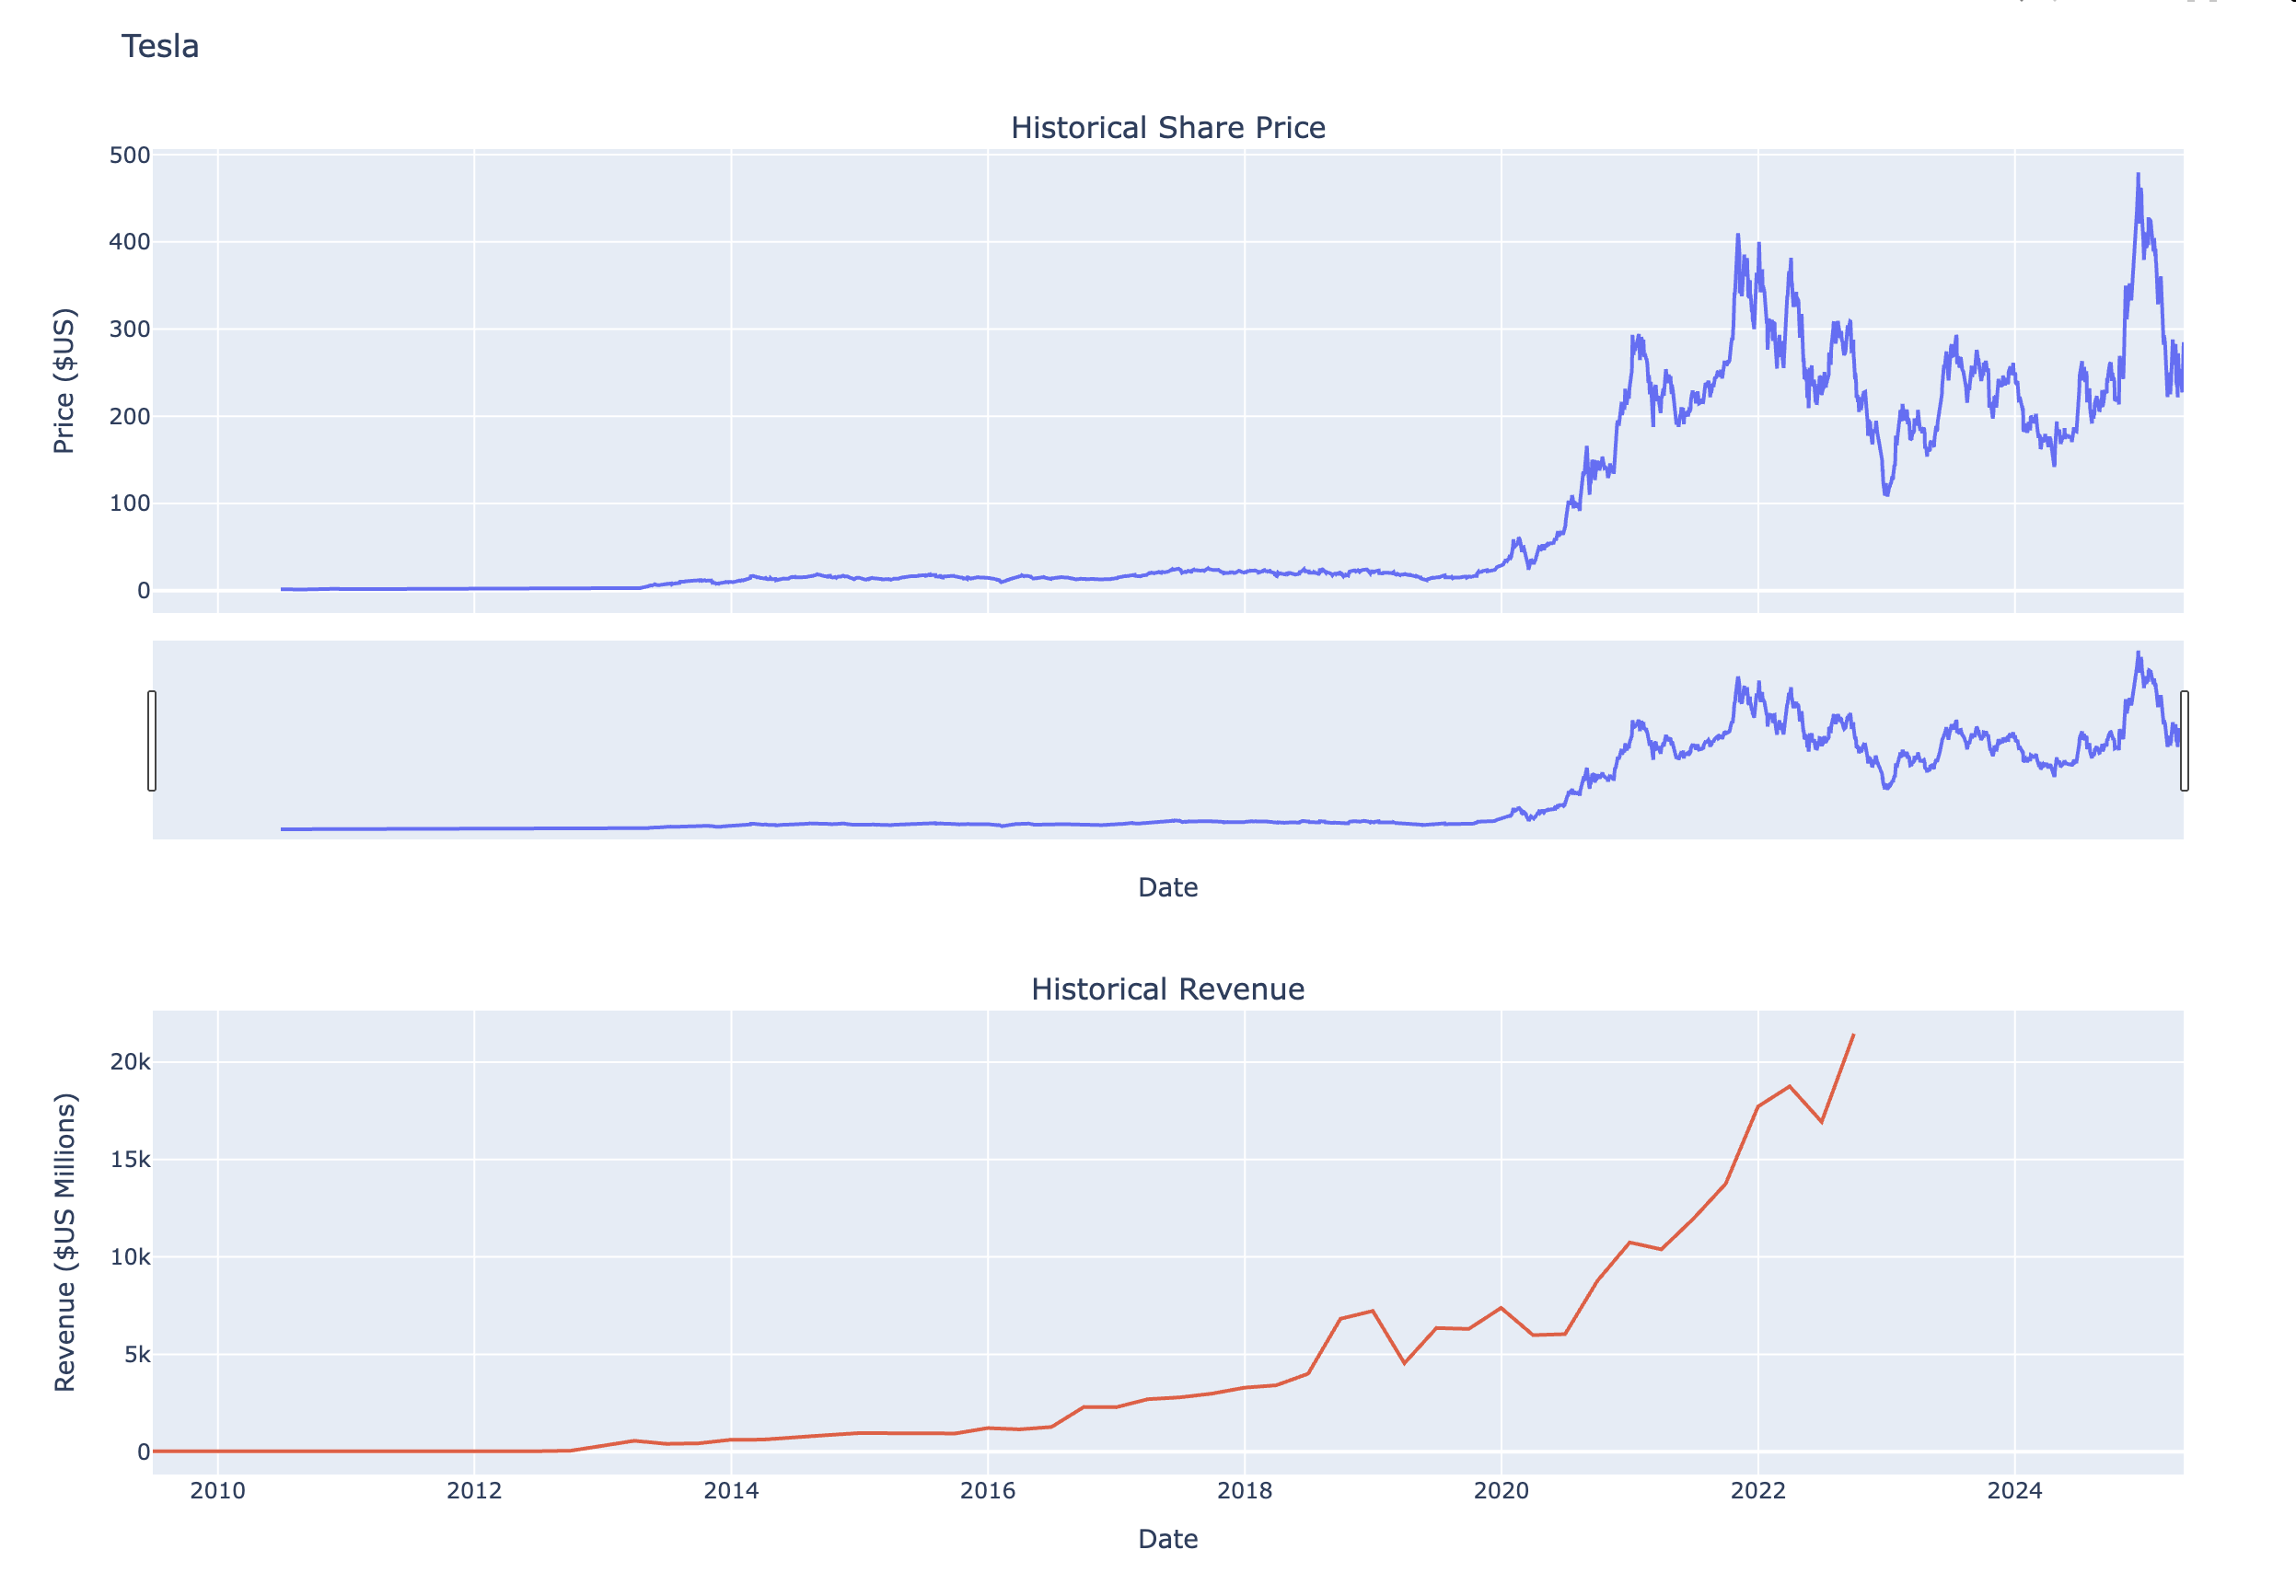 Tesla
Historical Share Price
500
400
300
200
100
0
Price ($US)
Date
Historical Revenue
20k
15k
10k
5k
0
Revenue ($US Millions)
2010 2012 2014 2016 2018 2020 2022 2024
Date